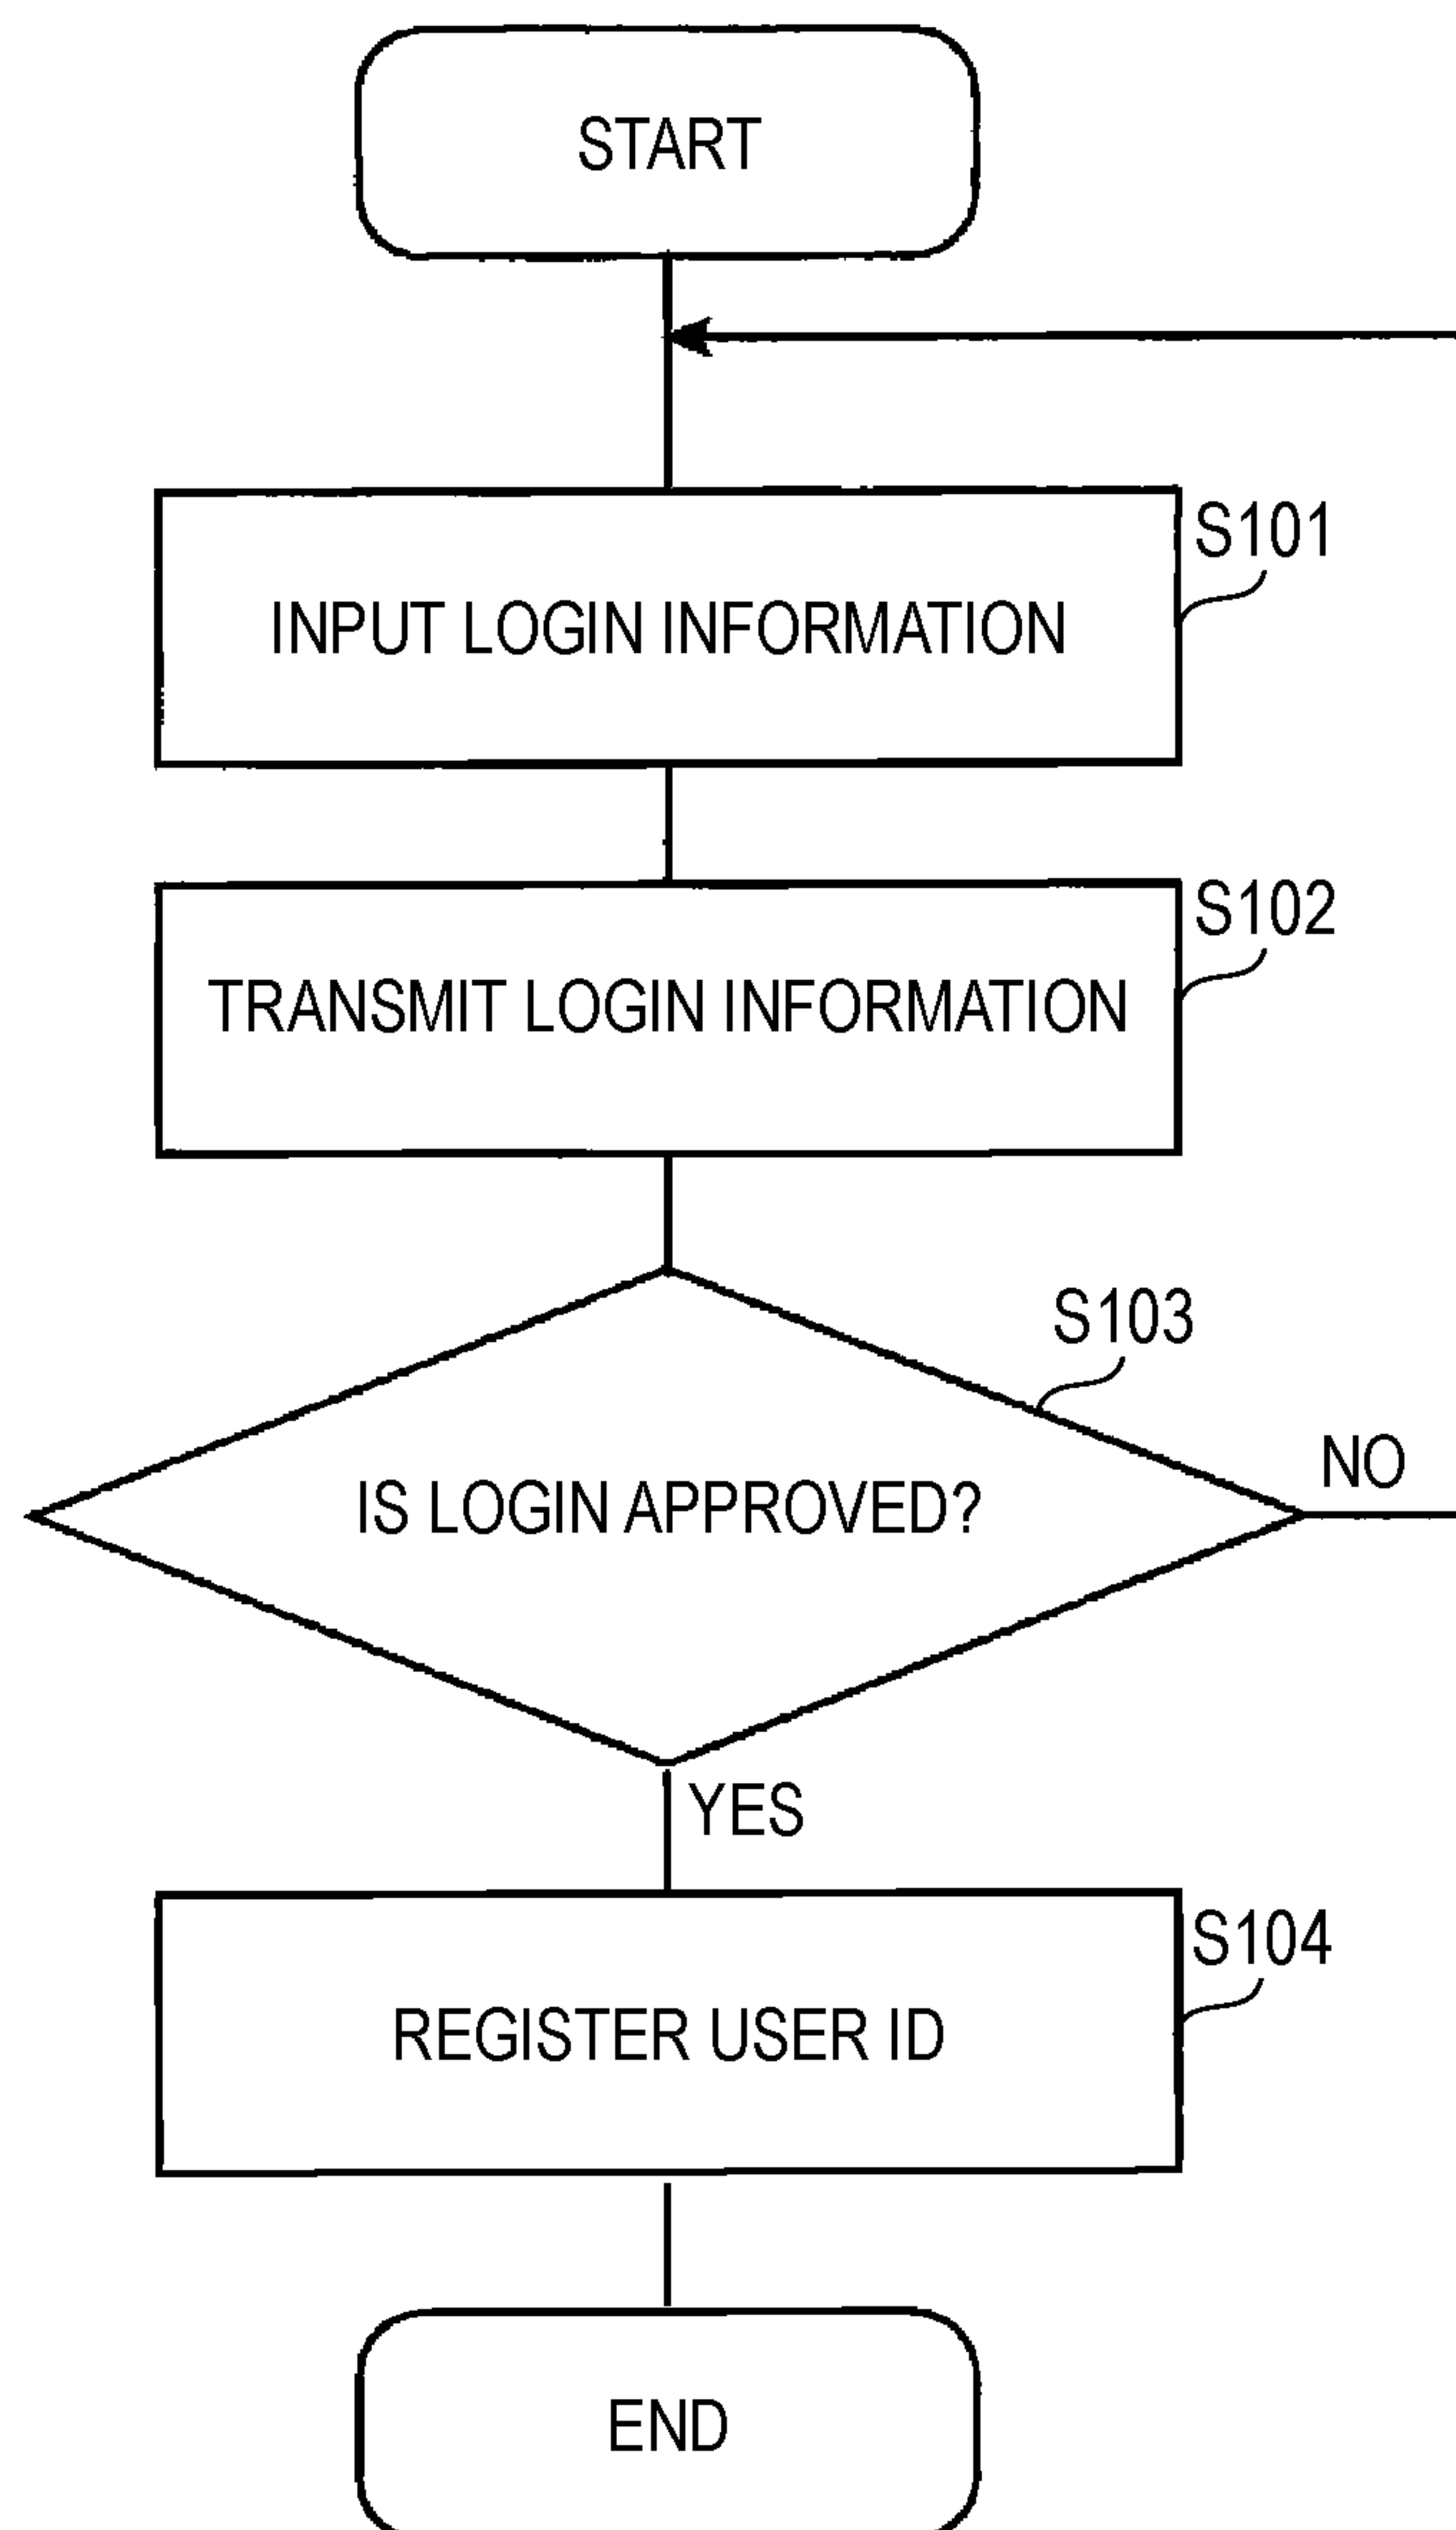 START
S101
INPUT LOGIN INFORMATION
S102
TRANSMIT LOGIN INFORMATION
S103
NO
IS LOGIN APPROVED?
YES
S104
REGISTER USER ID
END